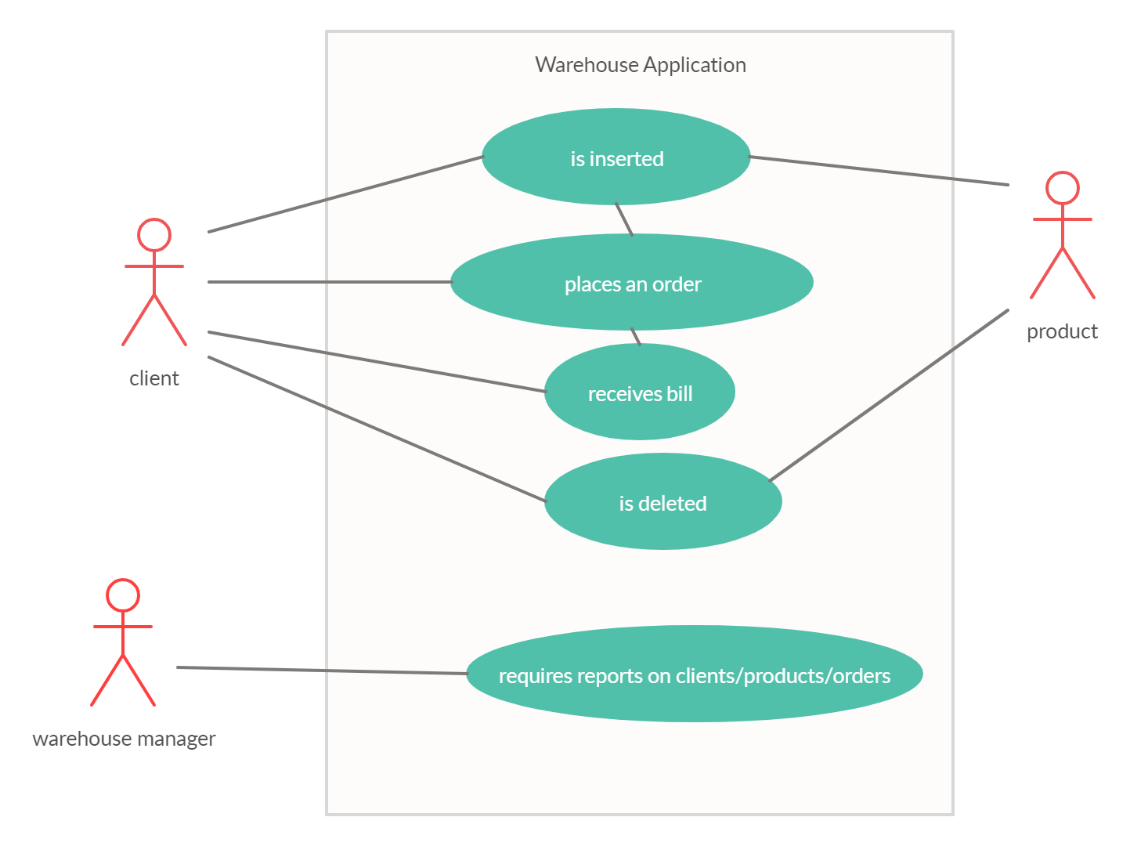 Warehouse Application
is inserted
places an order
client
product
receives bill
is deleted
requires reports on clients/products/orders
warehouse manager